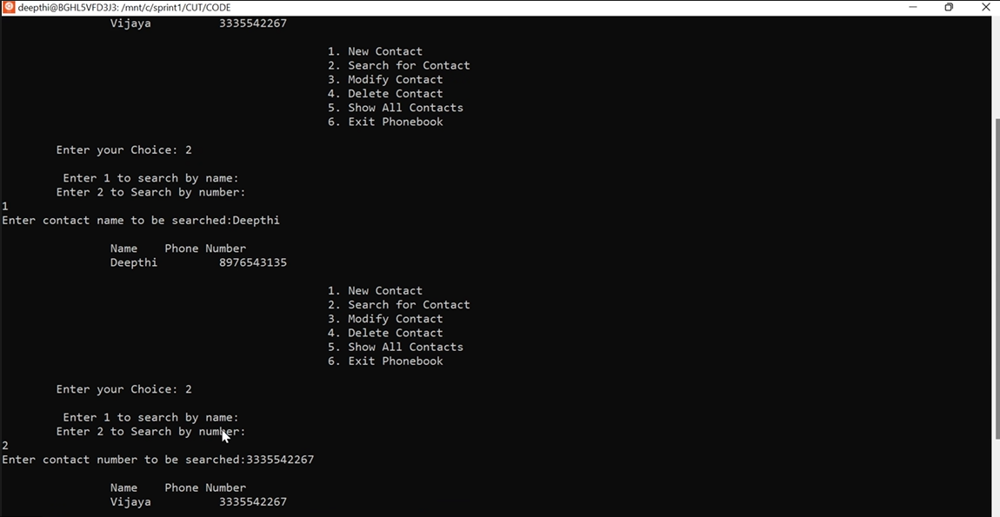 deepthi@BGHL5VFD3J3: /mnt/c/sprint1/CUT/CODE
Vijaya 3335542267
1. New Contact
2. Search for Contact
3. Modify Contact
4. Delete Contact
5. Show All Contacts
6. Exit Phonebook
Enter your Choice: 2
Enter 1 to search by name:
Enter 2 to Search by number:
1
Enter contact name to be searched:Deepthi
Name Phone Number
Deepthi 8976543135
1. New Contact
2. Search for Contact
3. Modify Contact
4. Delete Contact
5. Show All Contacts
6. Exit Phonebook
Enter your Choice: 2
Enter 1 to search by name:
Enter 2 to Search by number:
2
Enter contact number to be searched:3335542267
Name Phone Number
Vijaya 3335542267